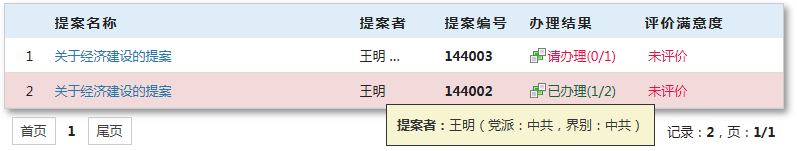 提案名称 提案者 提案编号 办理结果 评价满意度
1 关于经济建设的提案 王明 ... 144003 请办理(0/1) 未评价
2 关于经济建设的提案 王明 144002 已办理(1/2) 未评价
提案者：王明（党派：中共，界别：中共）
首页 1 尾页 记录：2，页：1/1